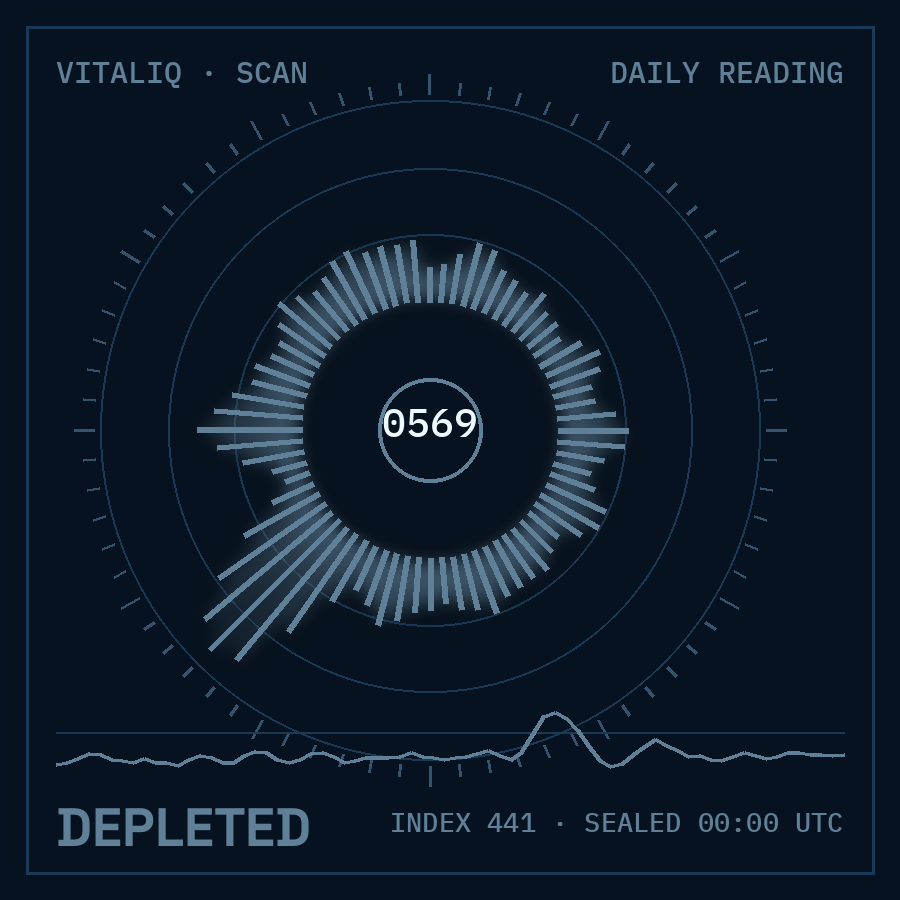 VITALIQ · SCAN
DAILY READING
0569
DEPLETED
INDEX 441 · SEALED 00:00 UTC